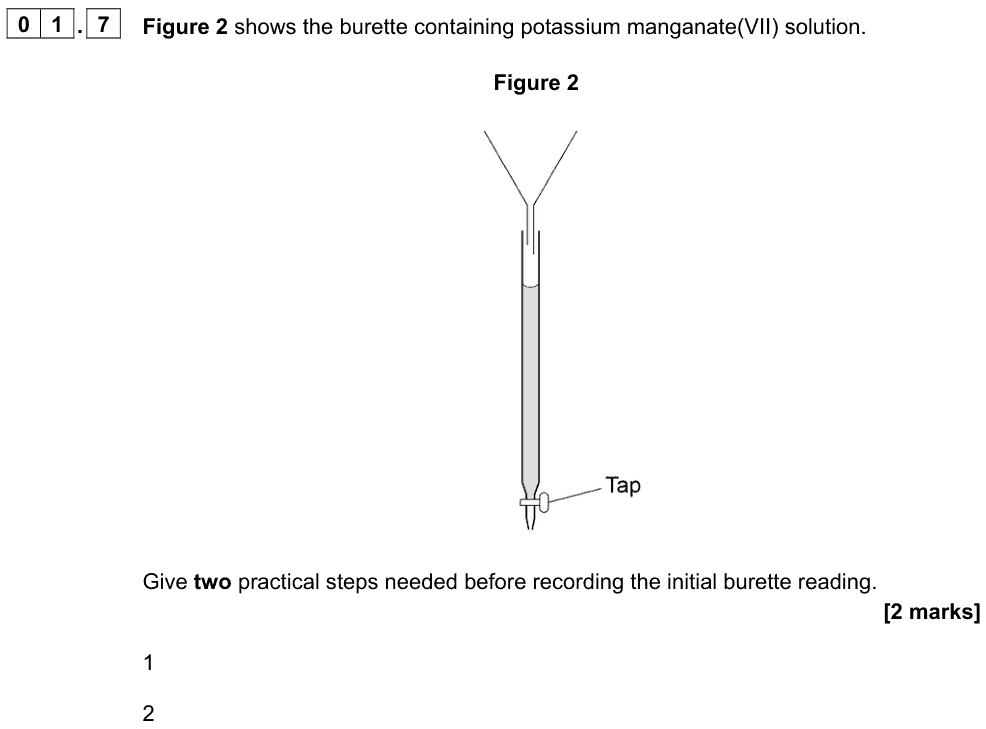 0 1 . 7 Figure 2 shows the burette containing potassium manganate(VII) solution.
Figure 2
Tap
Give two practical steps needed before recording the initial burette reading.
[2 marks]
1
2